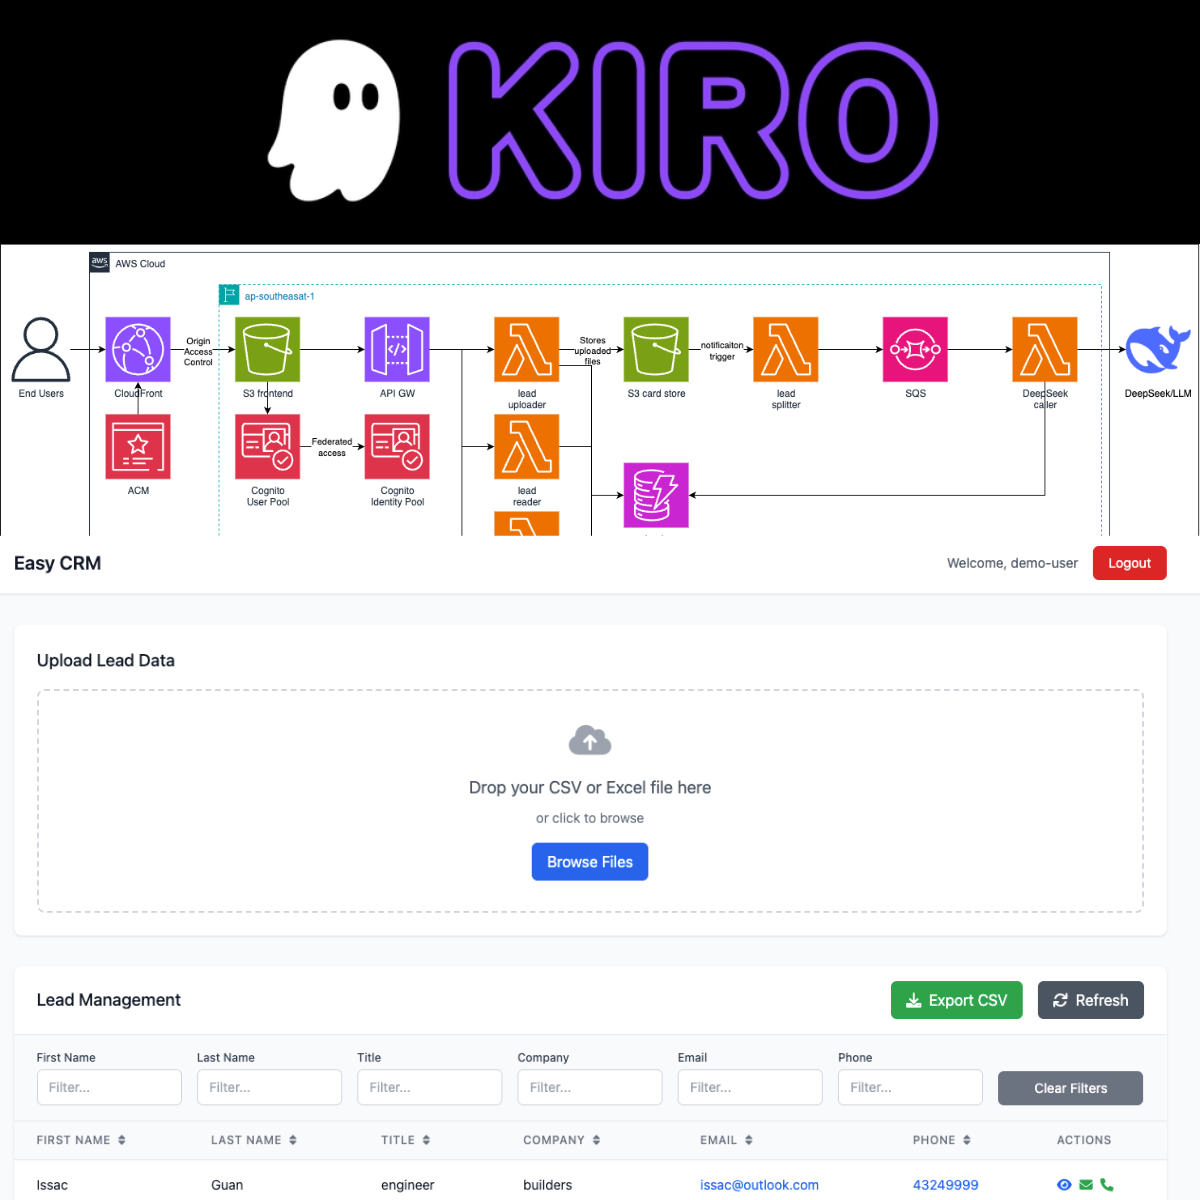 KIRO
aws
AWS Cloud
ap-southeasat-1
End Users
CloudFront
Origin
Access
Control
S3 frontend
API GW
lead
uploader
Stores
uploaded
files
S3 card store
notificaiton
trigger
lead
splitter
SQS
DeepSeek
caller
DeepSeek/LLM
ACM
Cognito
User Pool
Federated
access
Cognito
Identity Pool
lead
reader
Easy CRM
Welcome, demo-user
Logout
Upload Lead Data
Drop your CSV or Excel file here
or click to browse
Browse Files
Lead Management
Export CSV
Refresh
First Name
Last Name
Title
Company
Email
Phone
Filter...
Filter...
Filter...
Filter...
Filter...
Filter...
Clear Filters
FIRST NAME
LAST NAME
TITLE
COMPANY
EMAIL
PHONE
ACTIONS
Issac
Guan
engineer
builders
issac@outlook.com
43249999